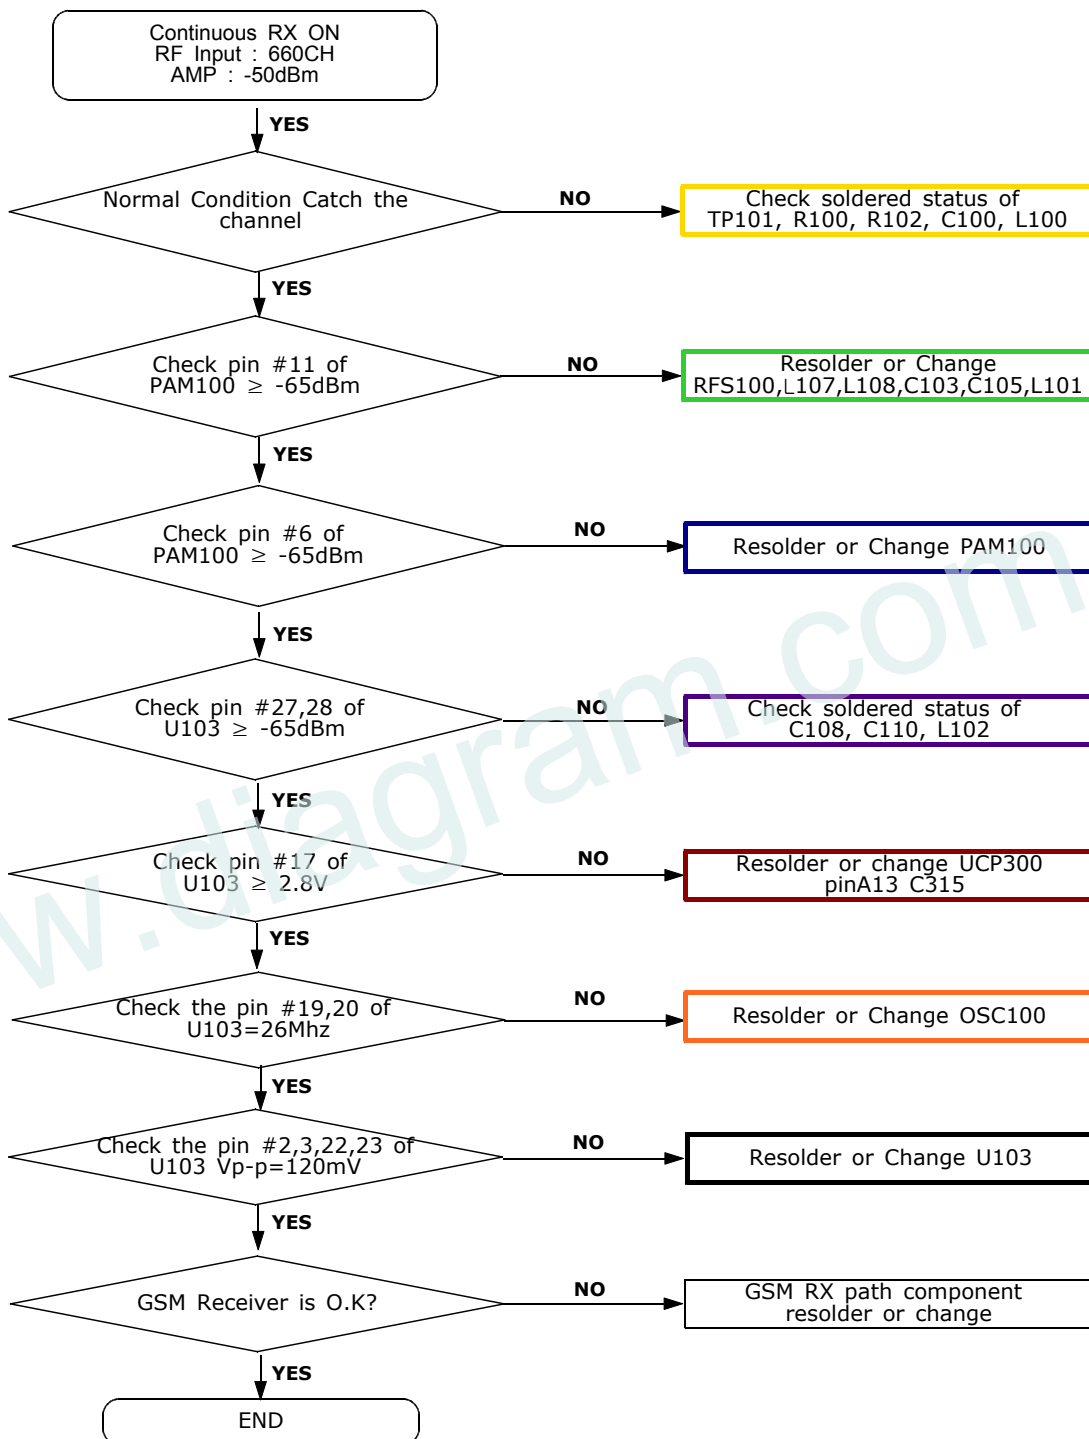 Continuous RX ON
RF Input : 660CH
AMP : -50dBm
YES
Normal Condition Catch the
channel
NO
Check soldered status of
TP101, R100, R102, C100, L100
YES
Check pin #11 of
PAM100 ≥ -65dBm
NO
Resolder or Change
RFS100,L107,L108,C103,C105,L101
YES
Check pin #6 of
PAM100 ≥ -65dBm
NO
Resolder or Change PAM100
YES
Check pin #27,28 of
U103 ≥ -65dBm
NO
Check soldered status of
C108, C110, L102
YES
Check pin #17 of
U103 ≥ 2.8V
NO
Resolder or change UCP300
pinA13 C315
YES
Check the pin #19,20 of
U103=26Mhz
NO
Resolder or Change OSC100
YES
Check the pin #2,3,22,23 of
U103 Vp-p=120mV
NO
Resolder or Change U103
YES
GSM Receiver is O.K?
NO
GSM RX path component
resolder or change
YES
END
w.diagram.com